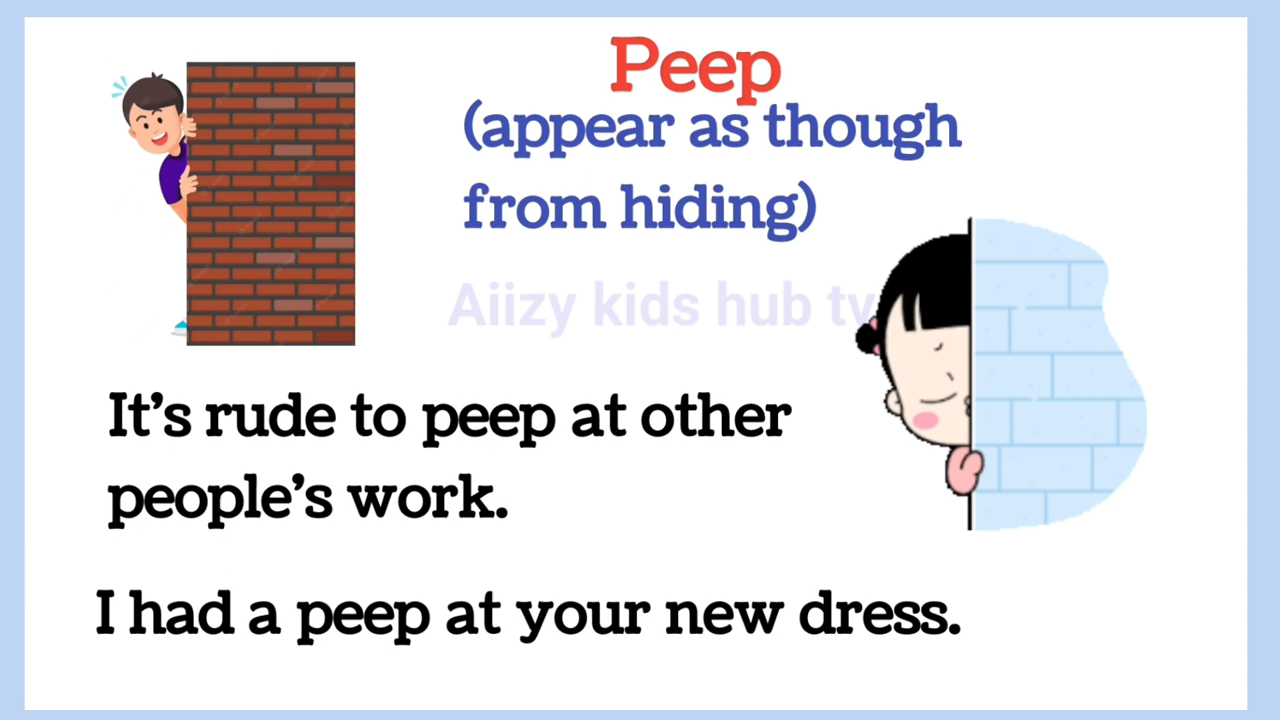 Peep
(appear as though
from hiding)
Aiizy kids hub tv
It's rude to peep at other
people's work.
I had a peep at your new dress.